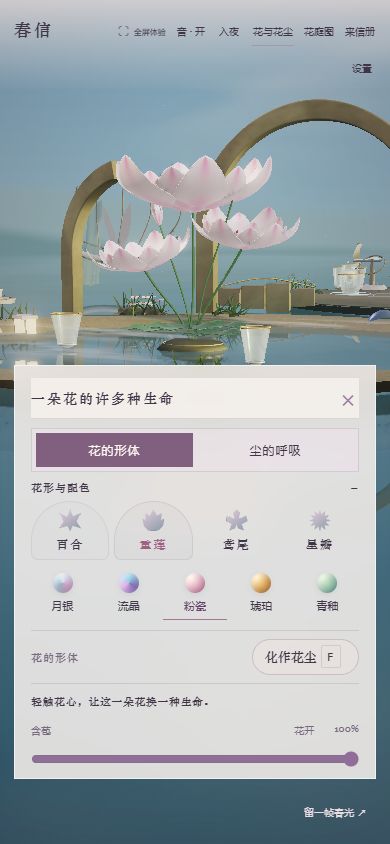 春信
全屏体验 音·开 入夜 花与花尘 花庭图 来信册
设置
一朵花的许多种生命 ×
花的形体 尘的呼吸
花形与配色 −
百合 重莲 鸢尾 星瓣
月银 流晶 粉瓷 琥珀 青釉
花的形体 化作花尘 F
轻触花心，让这一朵花换一种生命。
含苞 花开 100%
留一帧春光 ↗